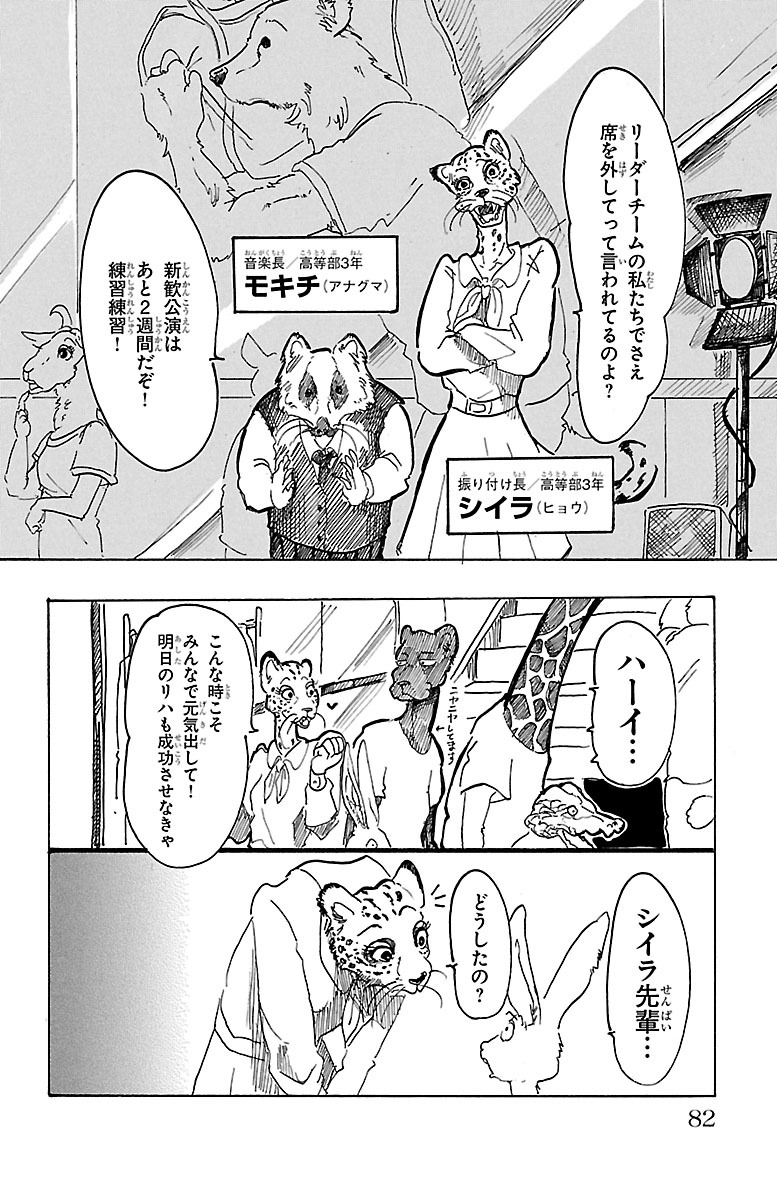 リーダーチームの私たちでさえ
席を外してって言われてるのよ？
振り付け長／高等部3年
シイラ（ヒョウ）
音楽長／高等部3年
モキチ（アナグマ）
新歓公演は
あと2週間だぞ！
練習練習！
ハーイ…
ニヤニヤしてます
こんな時こそ
みんなで元気出して！
明日のリハも成功させなきゃ
シイラ先輩…
どうしたの？
82